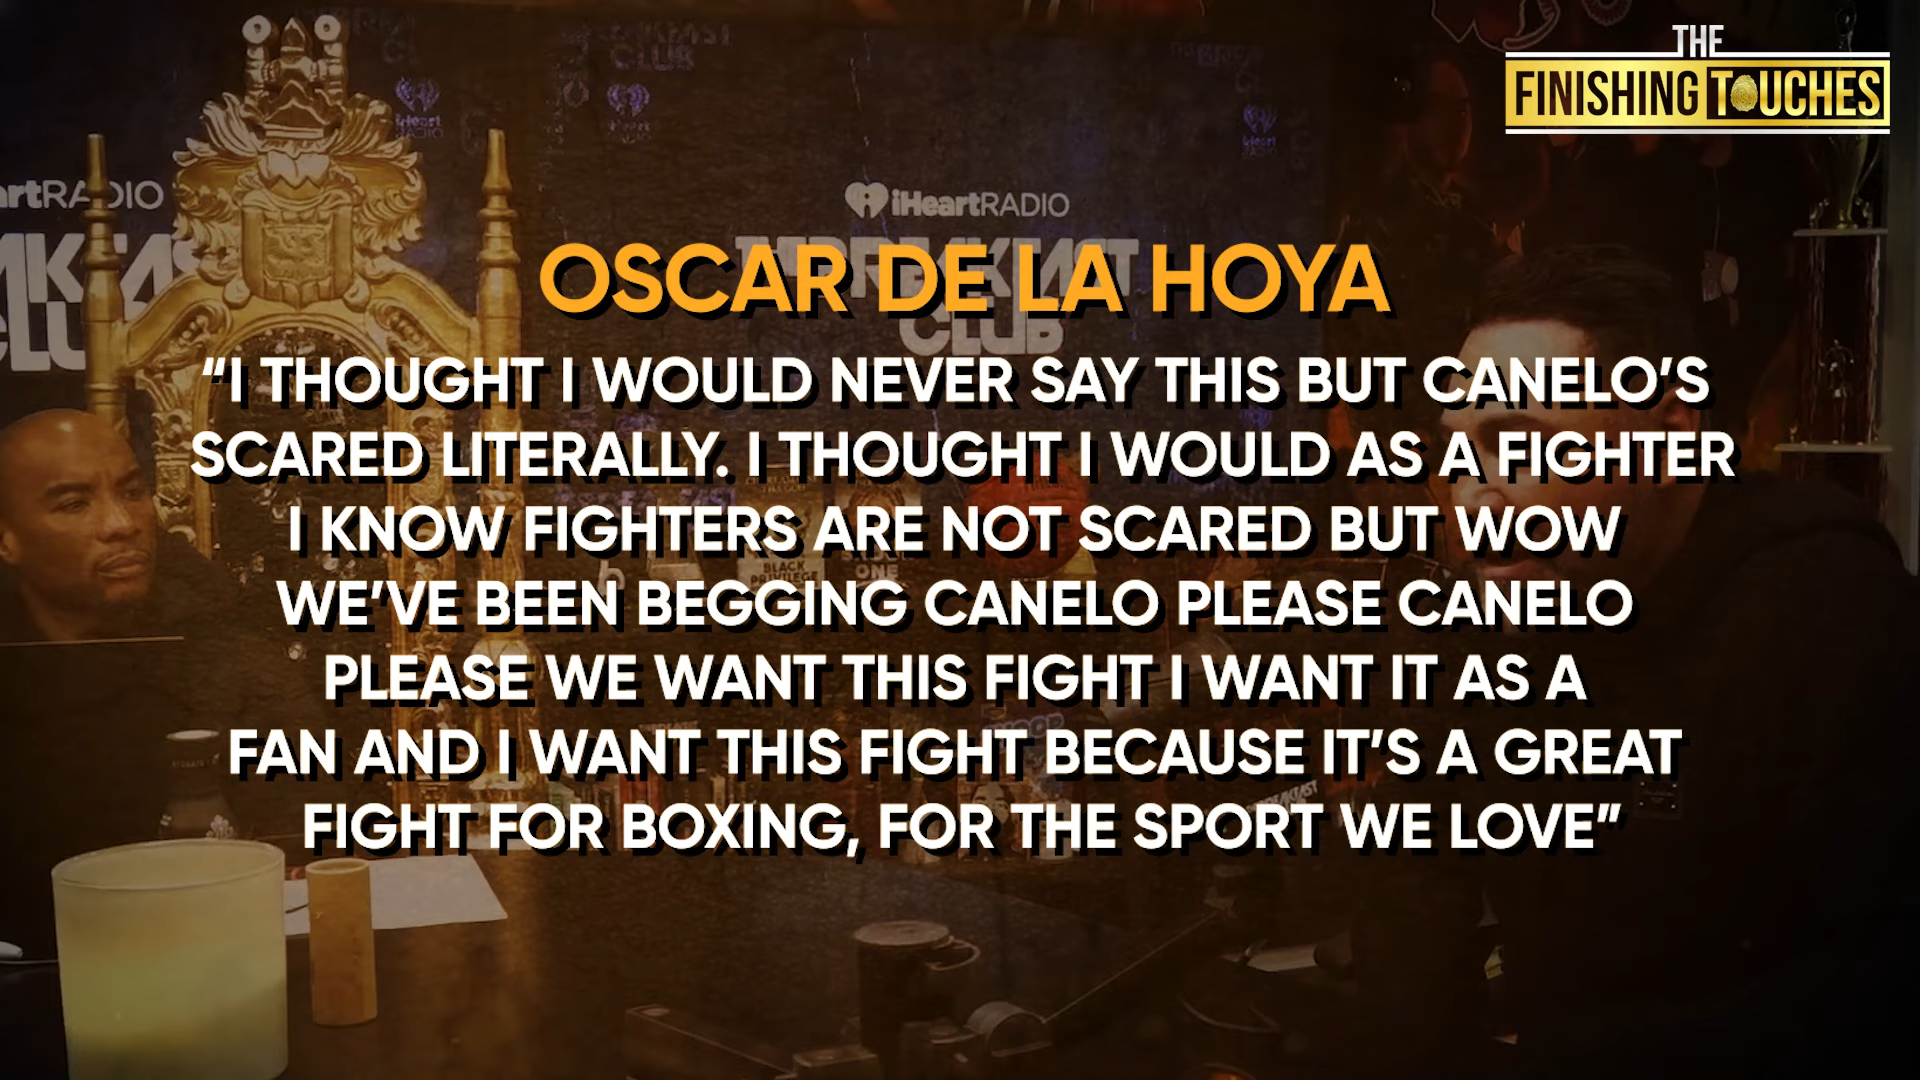 THE
FINISHING TOUCHES
iHeartRADIO
OSCAR DE LA HOYA
“I THOUGHT I WOULD NEVER SAY THIS BUT CANELO’S
SCARED LITERALLY. I THOUGHT I WOULD AS A FIGHTER
I KNOW FIGHTERS ARE NOT SCARED BUT WOW
WE’VE BEEN BEGGING CANELO PLEASE CANELO
PLEASE WE WANT THIS FIGHT I WANT IT AS A
FAN AND I WANT THIS FIGHT BECAUSE IT’S A GREAT
FIGHT FOR BOXING, FOR THE SPORT WE LOVE”
BLACK
PRIVILEGE
CLUB